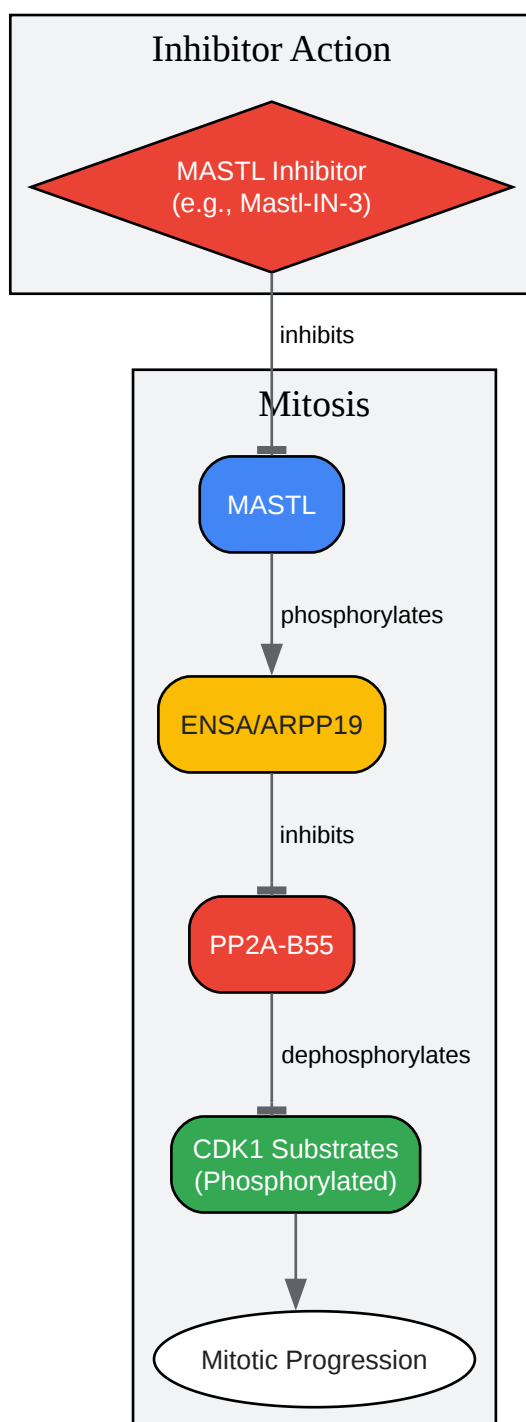 Inhibitor Action
MASTL Inhibitor
(e.g., Mastl-IN-3)
inhibits
Mitosis
MASTL
phosphorylates
ENSA/ARPP19
inhibits
PP2A-B55
dephosphorylates
CDK1 Substrates
(Phosphorylated)
Mitotic Progression